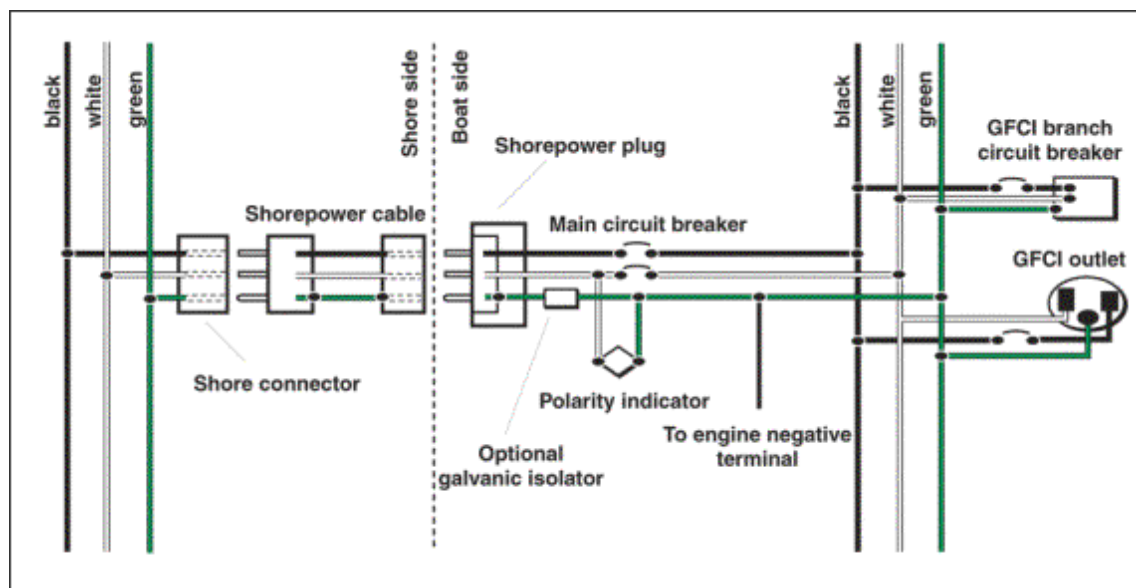 black
white
green
Shore side
Boat side
Shorepower plug
black
white
green
GFCI branch
circuit breaker
Shorepower cable
Main circuit breaker
GFCI outlet
Shore connector
Polarity indicator
Optional
galvanic isolator
To engine negative
terminal